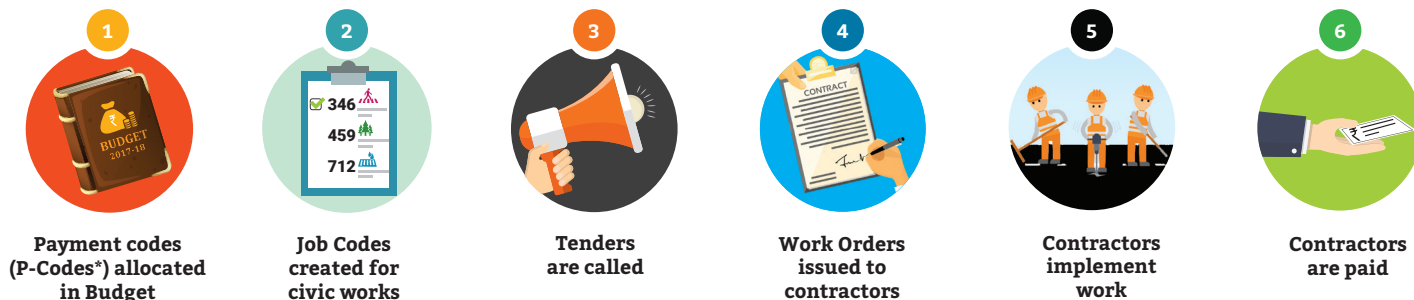 1
2
3
4
5
6
BUDGET
2017-18
346
459
712
CONTRACT
₹
Payment codes
(P-Codes*) allocated
in Budget
Job Codes
created for
civic works
Tenders
are called
Work Orders
issued to
contractors
Contractors
implement
work
Contractors
are paid